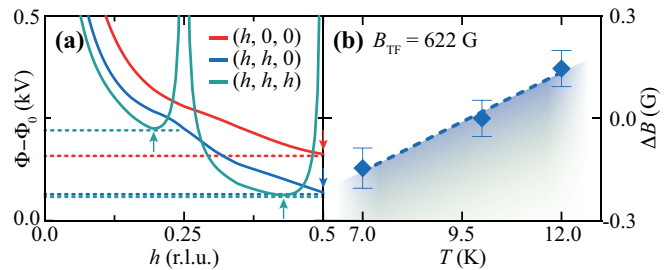 0.5
(a)
(h, 0, 0)
(h, h, 0)
(h, h, h)
Φ−Φ₀ (kV)
0.0
0.0
0.25
0.5
h (r.l.u.)
(b)
B_TF = 622 G
0.3
0.0
-0.3
ΔB (G)
7.0
9.5
12.0
T (K)